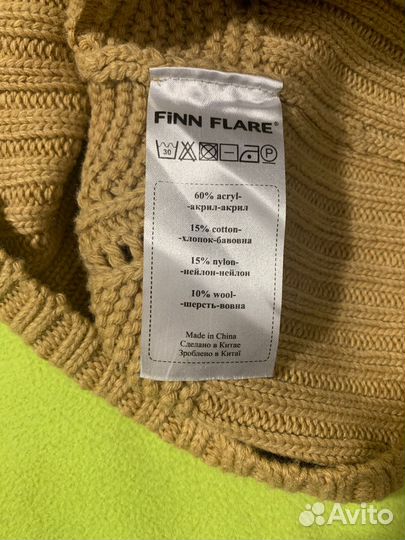 FiNN FLARE®
30 P
60% acryl-
-акрил-акрил
15% cotton-
-хлопок-бавовна
15% nylon-
-нейлон-нейлон
10% wool-
-шерсть-вовна
Made in China
Сделано в Китае
Зроблено в Китаї
Avito